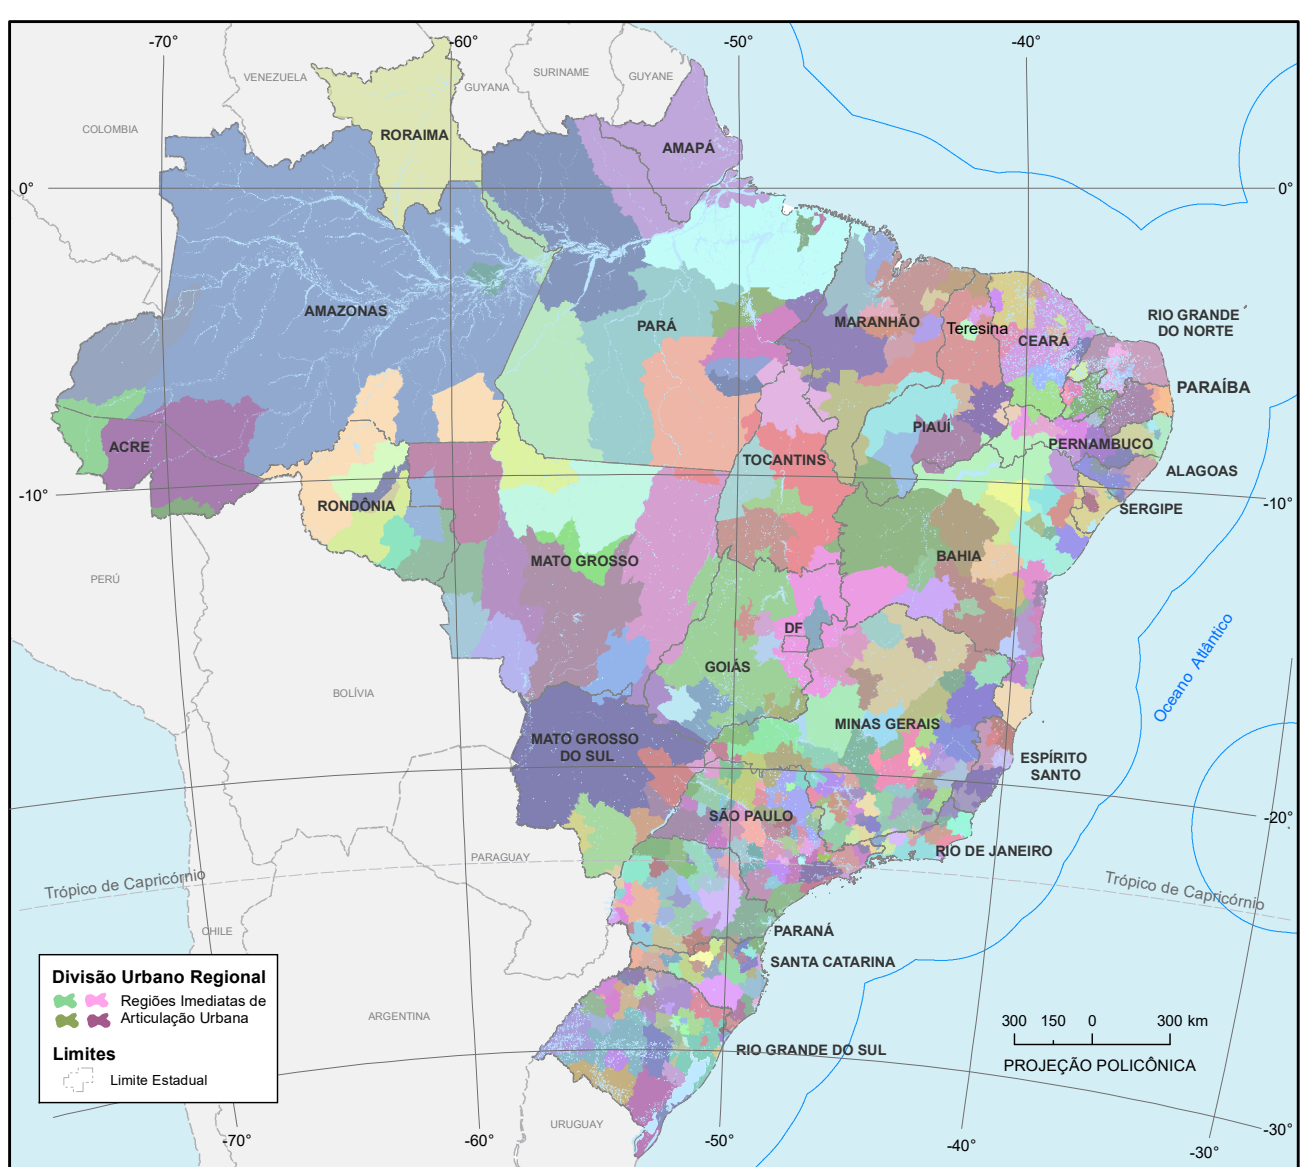 -70°
-60°
-50°
-40°
VENEZUELA
SURINAME
GUYANE
GUYANA
COLOMBIA
RORAIMA
AMAPÁ
0°
0°
AMAZONAS
PARÁ
MARANHÃO
Teresina
CEARÁ
RIO GRANDE
DO NORTE
PARAÍBA
PIAUÍ
PERNAMBUCO
ACRE
TOCANTINS
ALAGOAS
-10°
-10°
RONDÔNIA
SERGIPE
MATO GROSSO
BAHIA
PERÚ
DF
GOIÁS
Oceano Atlântico
BOLÍVIA
MINAS GERAIS
MATO GROSSO
DO SUL
ESPÍRITO
SANTO
SÃO PAULO
-20°
RIO DE JANEIRO
PARAGUAY
Trópico de Capricórnio
Trópico de Capricórnio
CHILE
PARANÁ
SANTA CATARINA
Divisão Urbano Regional
Regiões Imediatas de
Articulação Urbana
Limites
Limite Estadual
ARGENTINA
RIO GRANDE DO SUL
300 150 0 300 km
PROJEÇÃO POLICÔNICA
URUGUAY
-70°
-60°
-50°
-40°
-30°
-30°